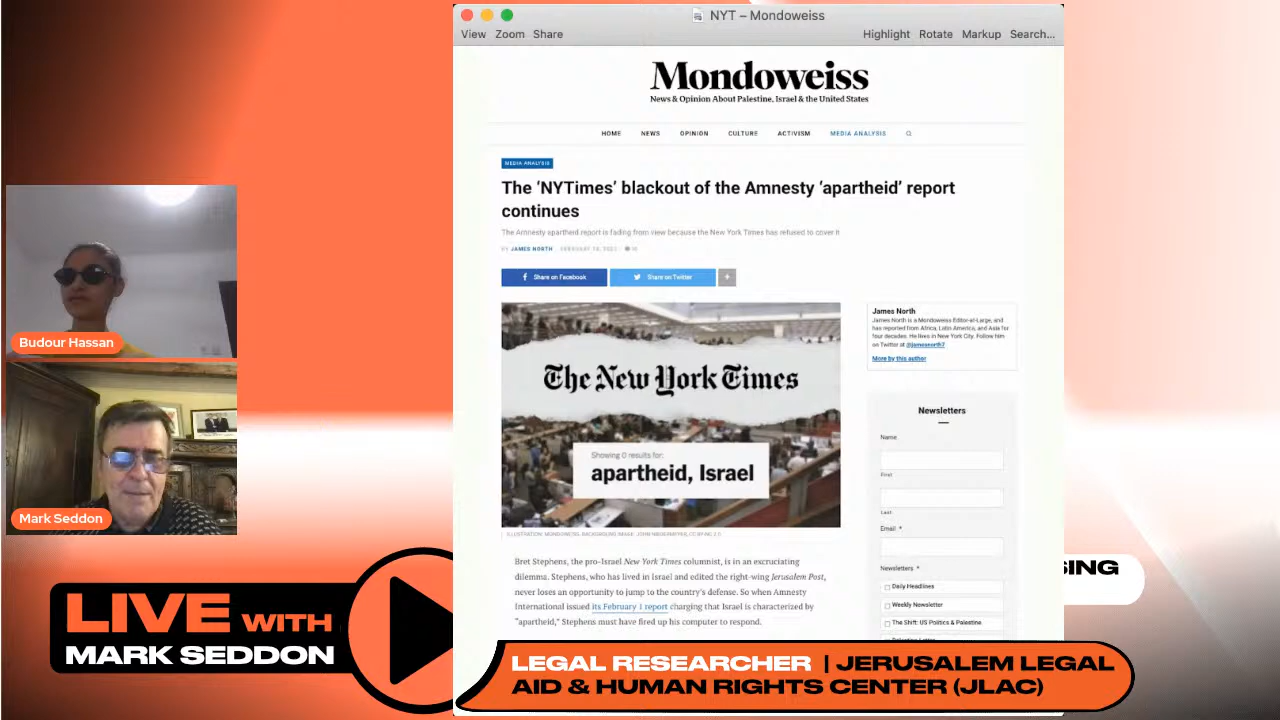 NYT – Mondoweiss
View Zoom Share
Highlight Rotate Markup Search...
Mondoweiss
News & Opinion About Palestine, Israel & the United States
HOME NEWS OPINION CULTURE ACTIVISM MEDIA ANALYSIS
MEDIA ANALYSIS
The ‘NYTimes’ blackout of the Amnesty ‘apartheid’ report
continues
The Amnesty apartheid report is fading from view because the New York Times has refused to cover it
BY JAMES NORTH
Share on Facebook
Share on Twitter
+
The New York Times
Showing 0 results for:
apartheid, Israel
Bret Stephens, the pro-Israel New York Times columnist, is in an excruciating
dilemma. Stephens, who has lived in Israel and edited the right-wing Jerusalem Post,
never loses an opportunity to jump to the country's defense. So when Amnesty
International issued its February 1 report charging that Israel is characterized by
"apartheid," Stephens must have fired up his computer to respond.
James North
James North is a Mondoweiss Editor-at-Large, and
has reported from Africa, Latin America, and Asia for
four decades. He lives in New York City. Follow him
on Twitter at @jamesnorth7
More by this author
Newsletters
Name
First
Last
Email *
Newsletters *
Daily Headlines
Weekly Newsletter
The Shift: US Politics & Palestine
Budour Hassan
Mark Seddon
SING
LIVE WITH
MARK SEDDON
LEGAL RESEARCHER | JERUSALEM LEGAL
AID & HUMAN RIGHTS CENTER (JLAC)